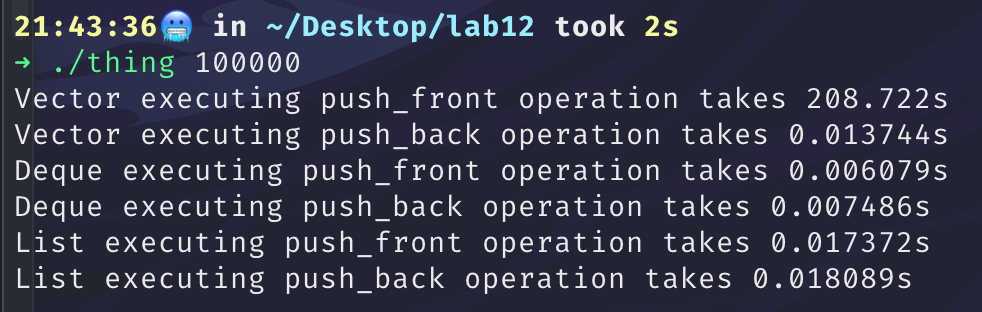 21:43:36🥶 in ~/Desktop/lab12 took 2s
➜ ./thing 100000
Vector executing push_front operation takes 208.722s
Vector executing push_back operation takes 0.013744s
Deque executing push_front operation takes 0.006079s
Deque executing push_back operation takes 0.007486s
List executing push_front operation takes 0.017372s
List executing push_back operation takes 0.018089s